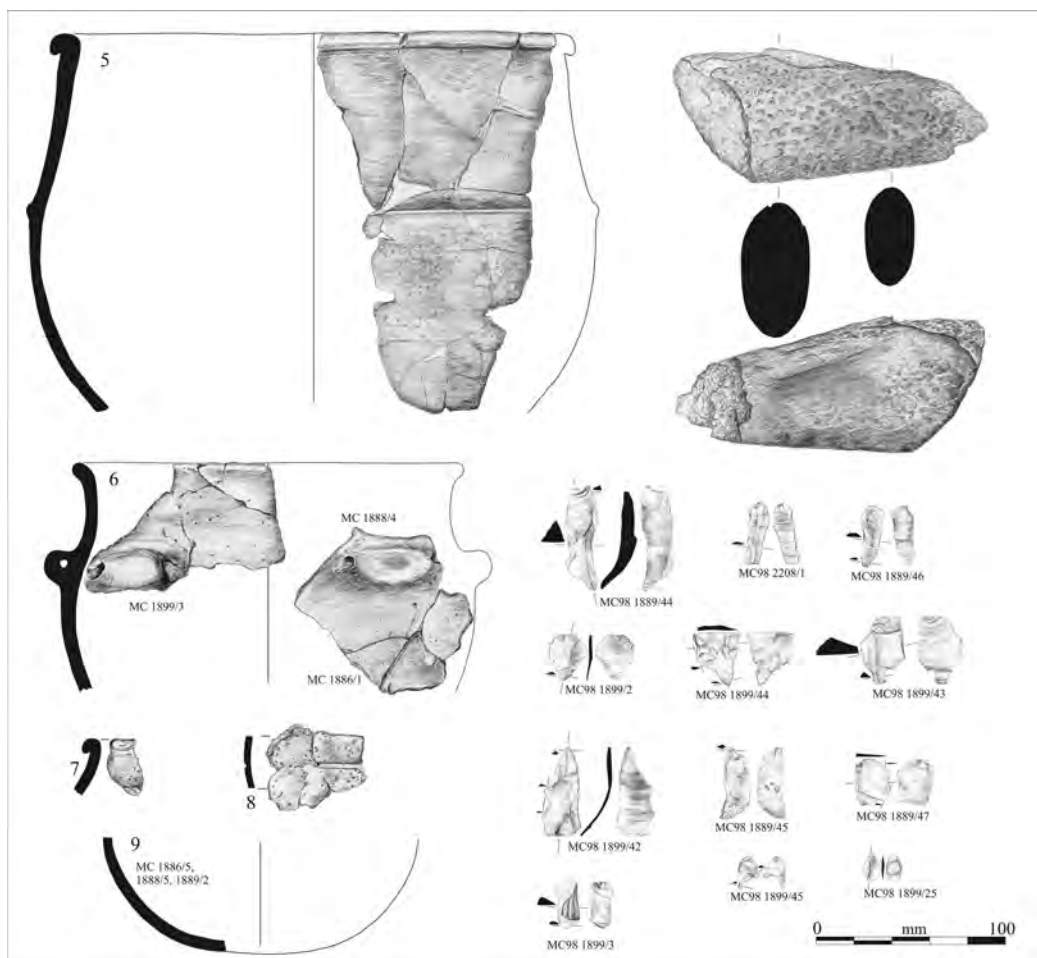 5
6
MC 1888/4
MC 1899/3
MC 1886/1
MC98 1889/44
MC98 2208/1
MC98 1889/46
MC98 1899/2
MC98 1899/44
MC98 1899/43
7
8
MC98 1899/42
MC98 1889/45
MC98 1889/47
9
MC 1886/5,
1888/5, 1889/2
MC98 1899/45
MC98 1899/25
MC98 1899/3
0 mm 100